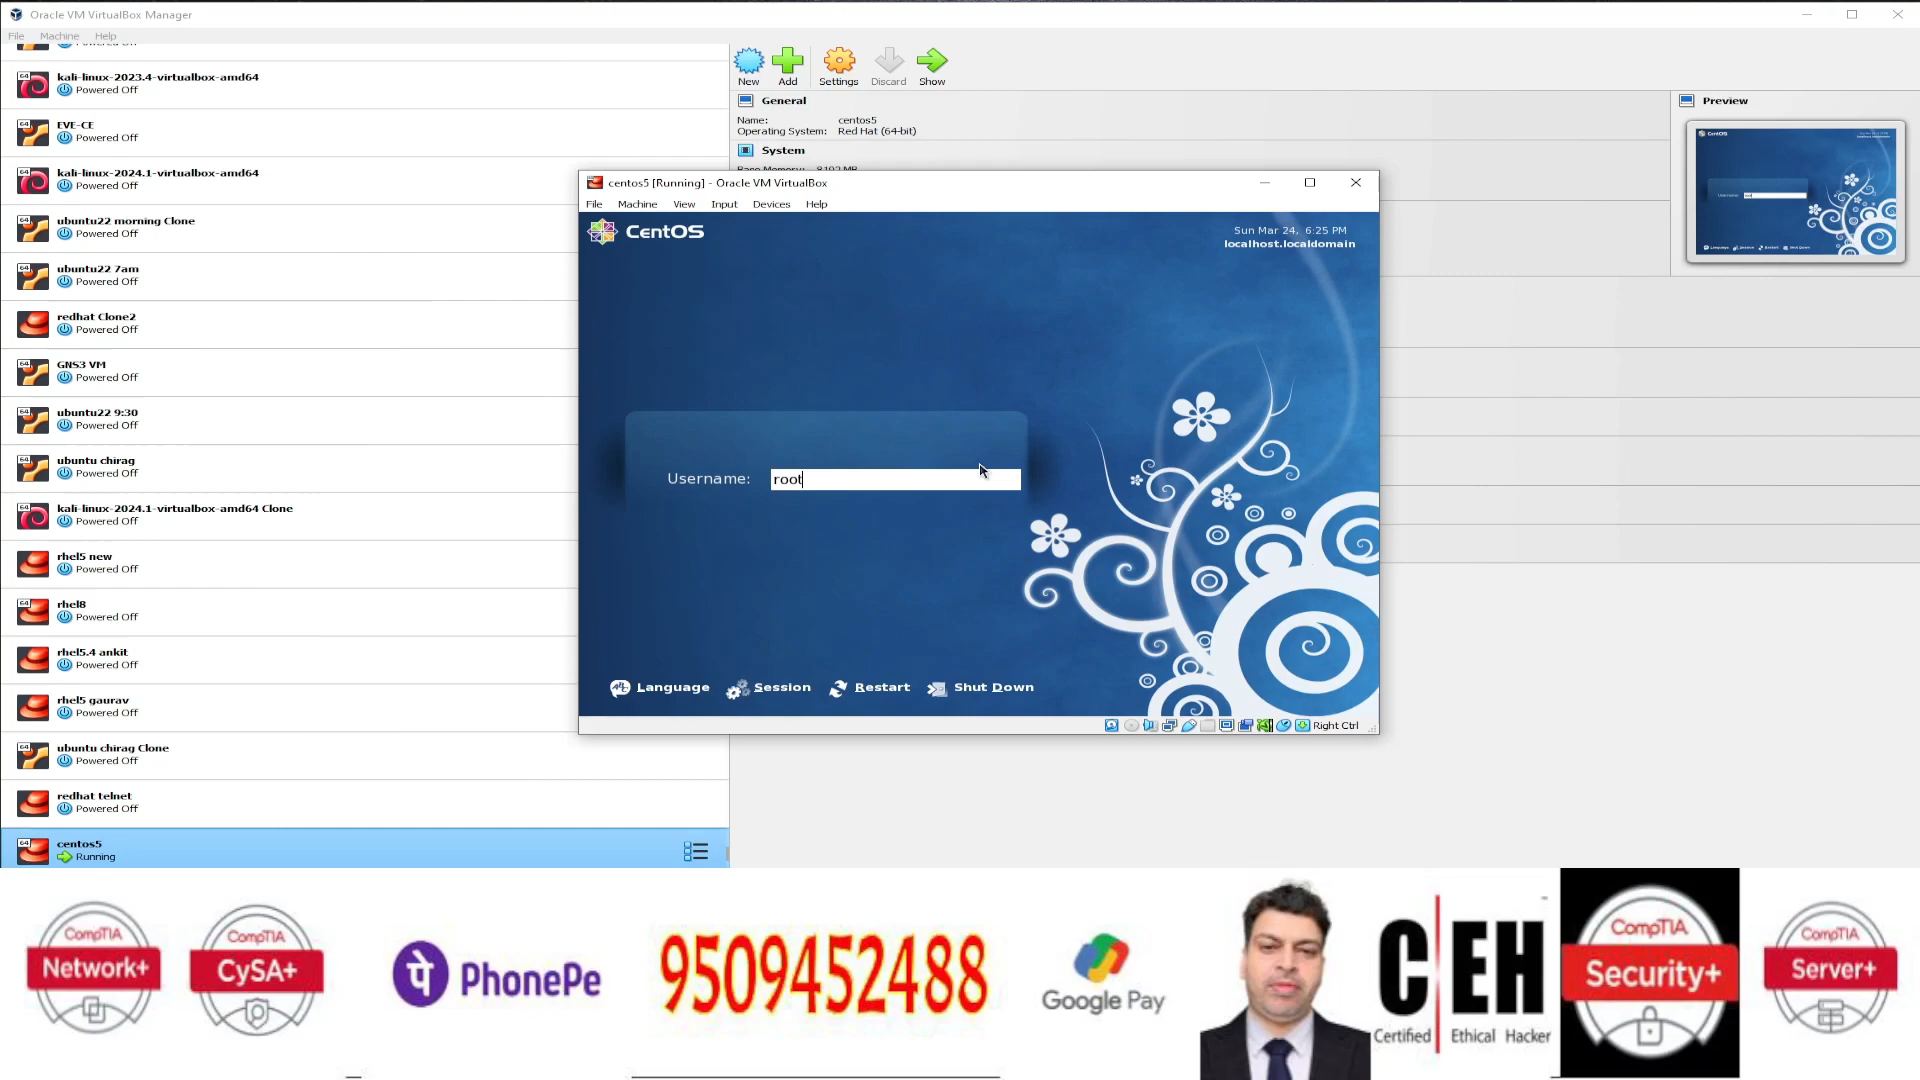 Oracle VM VirtualBox Manager
File Machine Help
Powered Off
kali-linux-2023.4-virtualbox-amd64
Powered Off
EVE-CE
Powered Off
kali-linux-2024.1-virtualbox-amd64
Powered Off
ubuntu22 morning Clone
Powered Off
ubuntu22 7am
Powered Off
redhat Clone2
Powered Off
GNS3 VM
Powered Off
ubuntu22 9:30
Powered Off
ubuntu chirag
Powered Off
kali-linux-2024.1-virtualbox-amd64 Clone
Powered Off
rhel5 new
Powered Off
rhel8
Powered Off
rhel5.4 ankit
Powered Off
rhel5 gaurav
Powered Off
ubuntu chirag Clone
Powered Off
redhat telnet
Powered Off
centos5
Running
New Add Settings Discard Show
General
Name: centos5
Operating System: Red Hat (64-bit)
System
Base Memory: 8192 MB
Preview
centos5 [Running] - Oracle VM VirtualBox
File Machine View Input Devices Help
CentOS
Sun Mar 24, 6:25 PM
localhost.localdomain
Username: root
Language Session Restart Shut Down
Right Ctrl
CompTIA
Network+
CompTIA
CySA+
पे PhonePe
9509452488
Google Pay
C EH
Certified Ethical Hacker
CompTIA
Security+
CompTIA
Server+